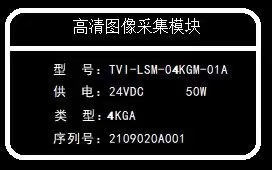 高清图像采集模块
型 号: TVI-LSM-04KGM-01A
供 电: 24VDC 50W
类 型: 4KGA
序列号: 2109020A001